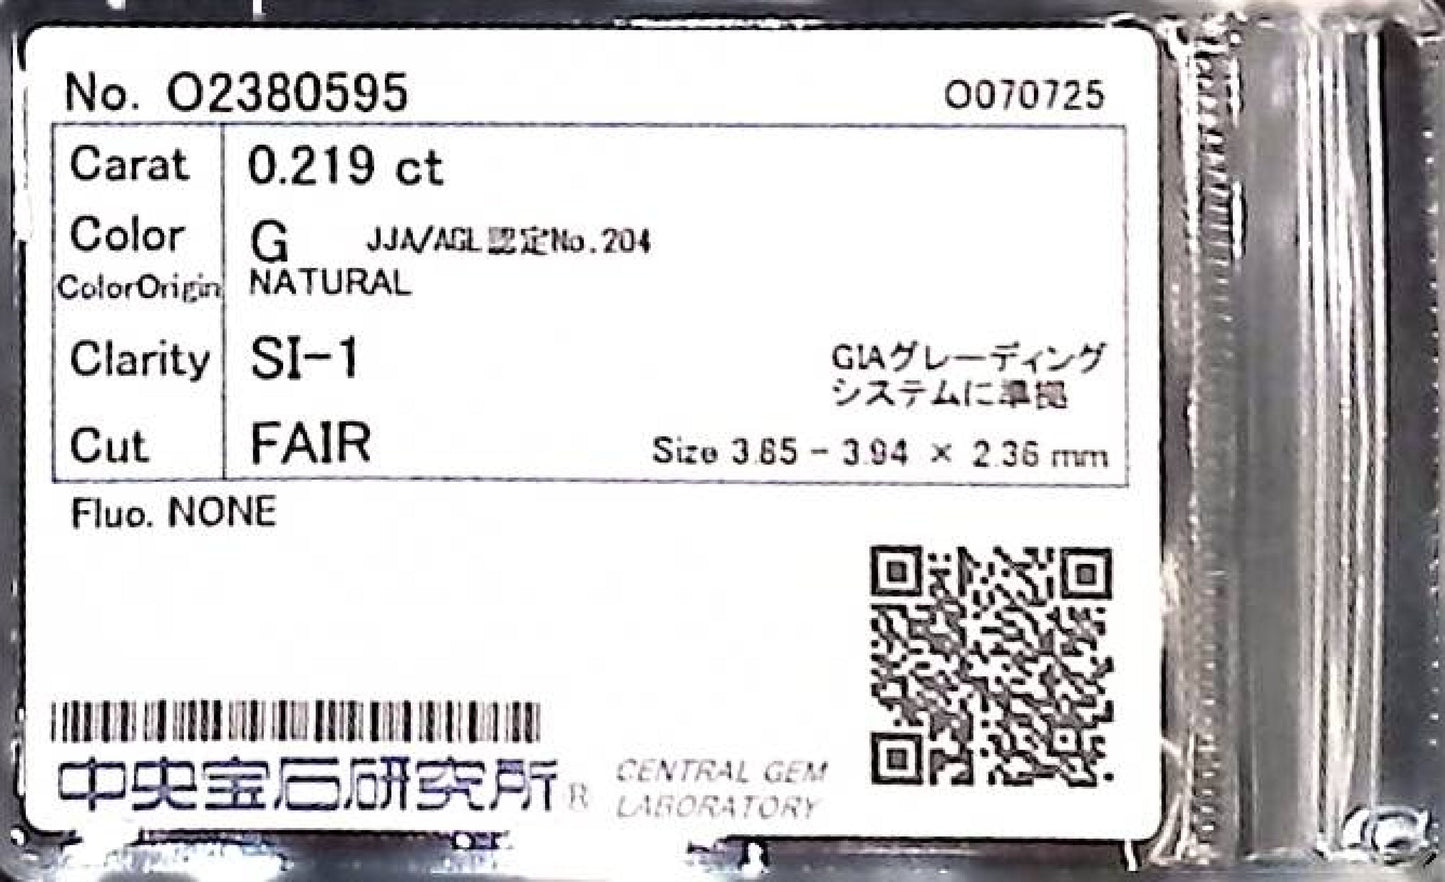 No. O2380595
O070725
Carat 0.219 ct
Color G JJA/AGL認定No.204
ColorOrigin NATURAL
Clarity SI-1
GIAグレーディング
システムに準拠
Cut FAIR
Size 3.85 - 3.94 × 2.36 mm
Fluo. NONE
中央宝石研究所®
CENTRAL GEM
LABORATORY